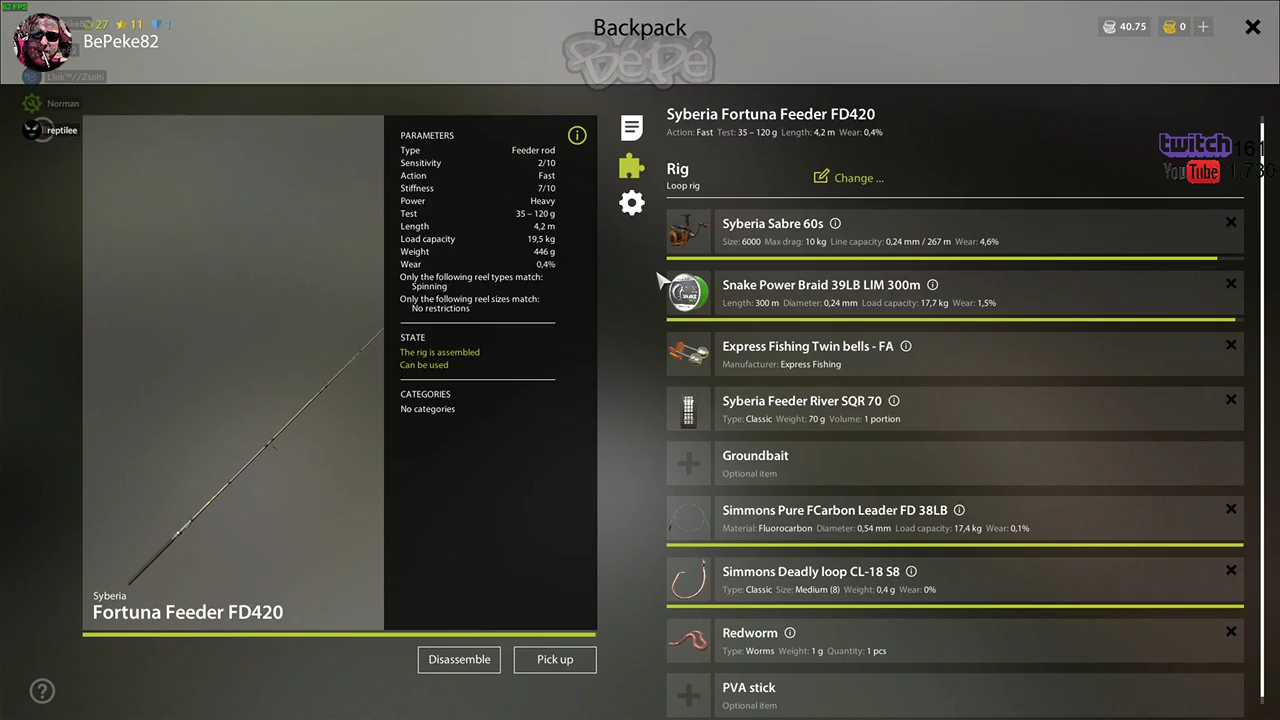 62 FPS
27 11 1
BePeke82
L!nk™//Zsolti
Norman
reptilee
Backpack
BéPé
40.75 0
twitch 161
YouTube 1.730
PARAMETERS
Type Feeder rod
Sensitivity 2/10
Action Fast
Stiffness 7/10
Power Heavy
Test 35 – 120 g
Length 4,2 m
Load capacity 19,5 kg
Weight 446 g
Wear 0,4%
Only the following reel types match:
Spinning
Only the following reel sizes match:
No restrictions
STATE
The rig is assembled
Can be used
CATEGORIES
No categories
Syberia
Fortuna Feeder FD420
Disassemble
Pick up
Syberia Fortuna Feeder FD420
Action: Fast Test: 35 – 120 g Length: 4,2 m Wear: 0,4%
Rig
Loop rig
Change ...
Syberia Sabre 60s
Size: 6000 Max drag: 10 kg Line capacity: 0,24 mm / 267 m Wear: 4,6%
Snake Power Braid 39LB LIM 300m
Length: 300 m Diameter: 0,24 mm Load capacity: 17,7 kg Wear: 1,5%
Express Fishing Twin bells - FA
Manufacturer: Express Fishing
Syberia Feeder River SQR 70
Type: Classic Weight: 70 g Volume: 1 portion
Groundbait
Optional item
Simmons Pure FCarbon Leader FD 38LB
Material: Fluorocarbon Diameter: 0,54 mm Load capacity: 17,4 kg Wear: 0,1%
Simmons Deadly loop CL-18 S8
Type: Classic Size: Medium (8) Weight: 0,4 g Wear: 0%
Redworm
Type: Worms Weight: 1 g Quantity: 1 pcs
PVA stick
Optional item